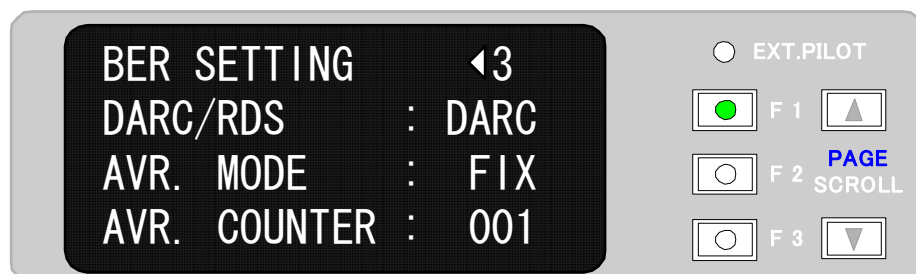 BER SETTING ◀3
DARC/RDS : DARC
AVR. MODE : FIX
AVR. COUNTER : 001
EXT.PILOT
F 1
F 2
PAGE
SCROLL
F 3